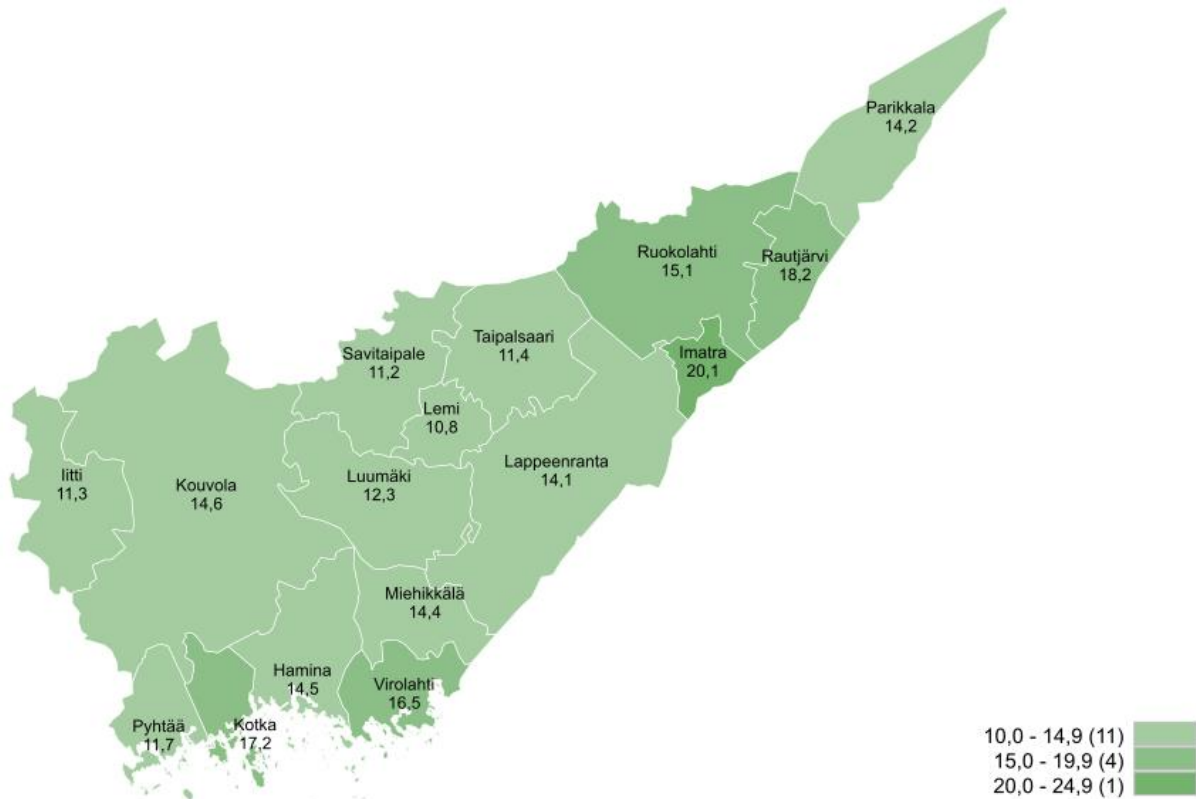 Parikkala
14,2
Ruokolahti
15,1
Rautjärvi
18,2
Taipalsaari
11,4
Imatra
20,1
Savitaipale
11,2
Lemi
10,8
Lappeenranta
14,1
Iitti
11,3
Kouvola
14,6
Luumäki
12,3
Miehikkälä
14,4
Hamina
14,5
Virolahti
16,5
Pyhtää
11,7
Kotka
17,2
10,0 - 14,9 (11)
15,0 - 19,9 (4)
20,0 - 24,9 (1)